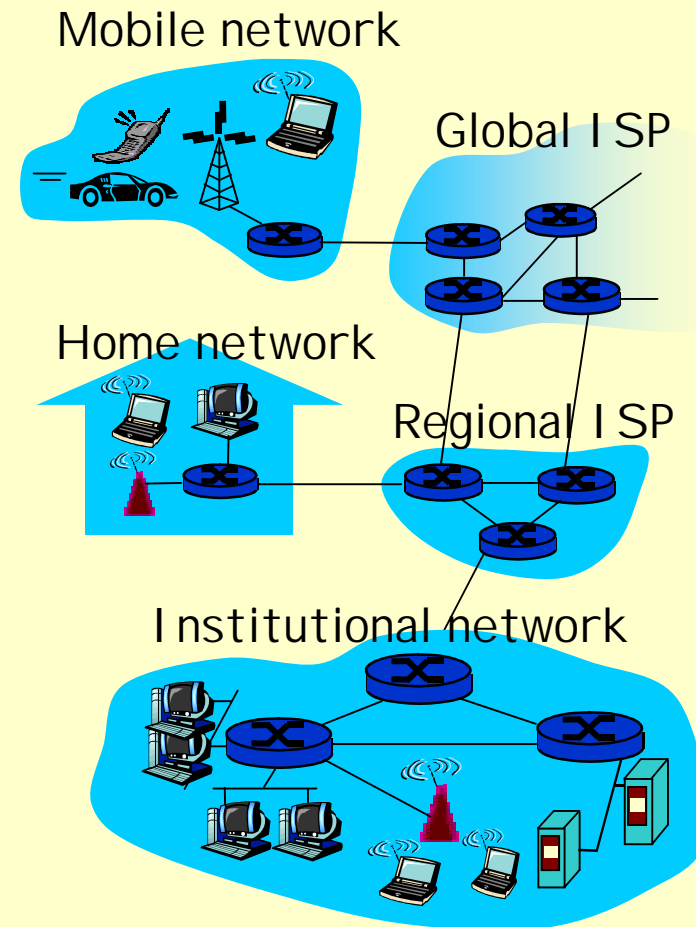 Mobile network
Global ISP
Home network
Regional ISP
Institutional network